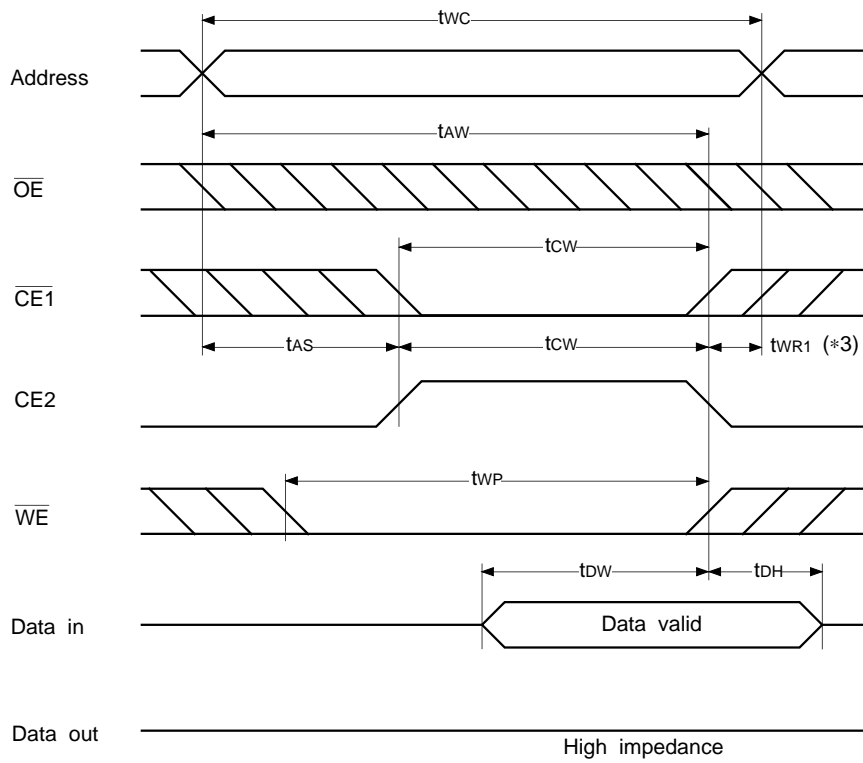 tWC
Address
tAW
OE
tCW
CE1
tAS
tCW
tWR1 (*3)
CE2
tWP
WE
tDW
tDH
Data in
Data valid
Data out
High impedance